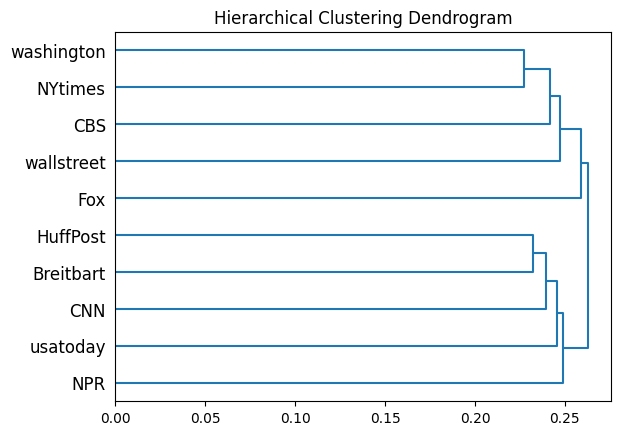 Hierarchical Clustering Dendrogram
washington
NYtimes
CBS
wallstreet
Fox
HuffPost
Breitbart
CNN
usatoday
NPR
0.00 0.05 0.10 0.15 0.20 0.25